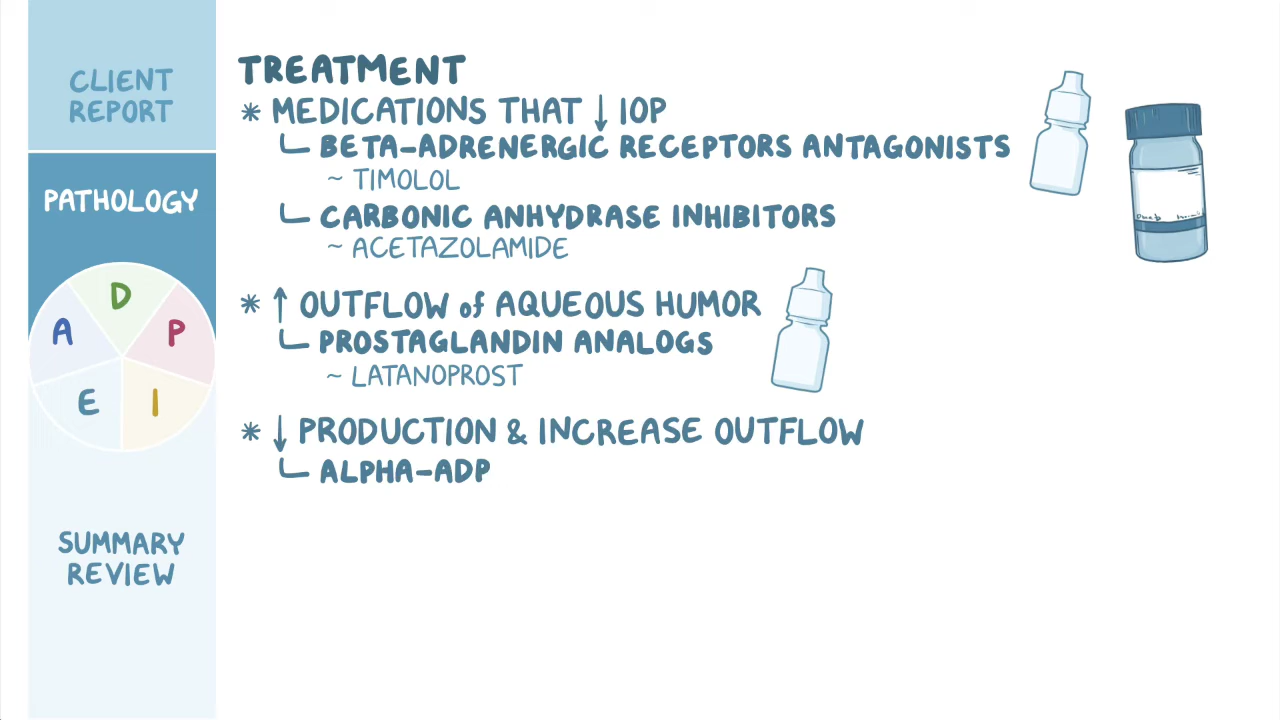 CLIENT
REPORT
PATHOLOGY
D
A
P
E
I
SUMMARY
REVIEW
TREATMENT
* MEDICATIONS THAT ↓ IOP
BETA-ADRENERGIC RECEPTORS ANTAGONISTS
~ TIMOLOL
CARBONIC ANHYDRASE INHIBITORS
~ ACETAZOLAMIDE
* ↑ OUTFLOW of AQUEOUS HUMOR
PROSTAGLANDIN ANALOGS
~ LATANOPROST
* ↓ PRODUCTION & INCREASE OUTFLOW
ALPHA-ADP